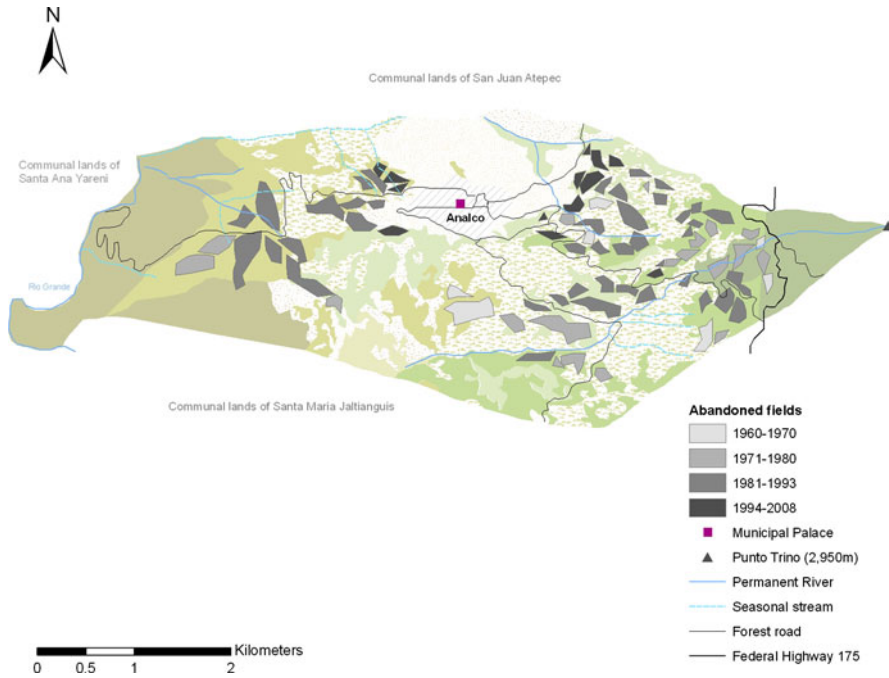 N
Communal lands of San Juan Atepec
Communal lands of
Santa Ana Yareni
Analco
Rio Grande
Communal lands of Santa Maria Jaltianguis
Abandoned fields
1960-1970
1971-1980
1981-1993
1994-2008
Municipal Palace
Punto Trino (2,950m)
Permanent River
Seasonal stream
Forest road
Federal Highway 175
Kilometers
0 0.5 1 2